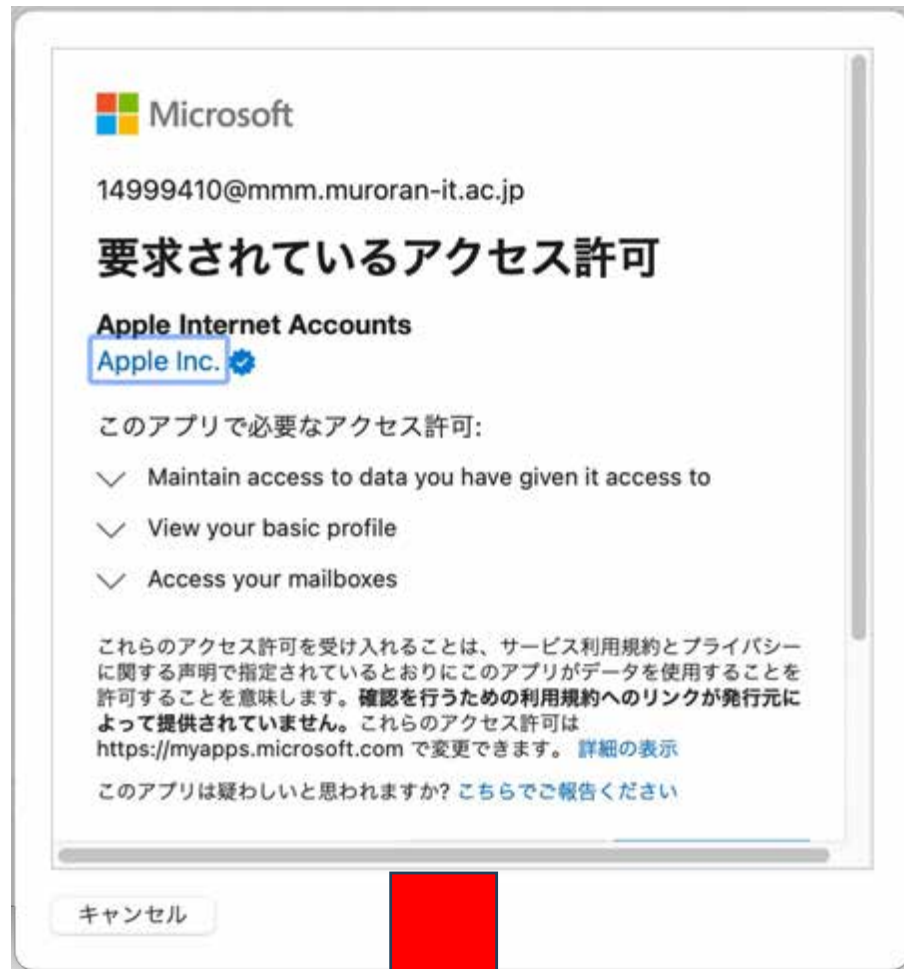 Microsoft
14999410@mmm.muroran-it.ac.jp
要求されているアクセス許可
Apple Internet Accounts
Apple Inc.
このアプリで必要なアクセス許可:
Maintain access to data you have given it access to
View your basic profile
Access your mailboxes
これらのアクセス許可を受け入れることは、サービス利用規約とプライバシー
に関する声明で指定されているとおりにこのアプリがデータを使用することを
許可することを意味します。確認を行うための利用規約へのリンクが発行元に
よって提供されていません。これらのアクセス許可は
https://myapps.microsoft.com で変更できます。 詳細の表示
このアプリは疑わしいと思われますか? こちらでご報告ください
キャンセル